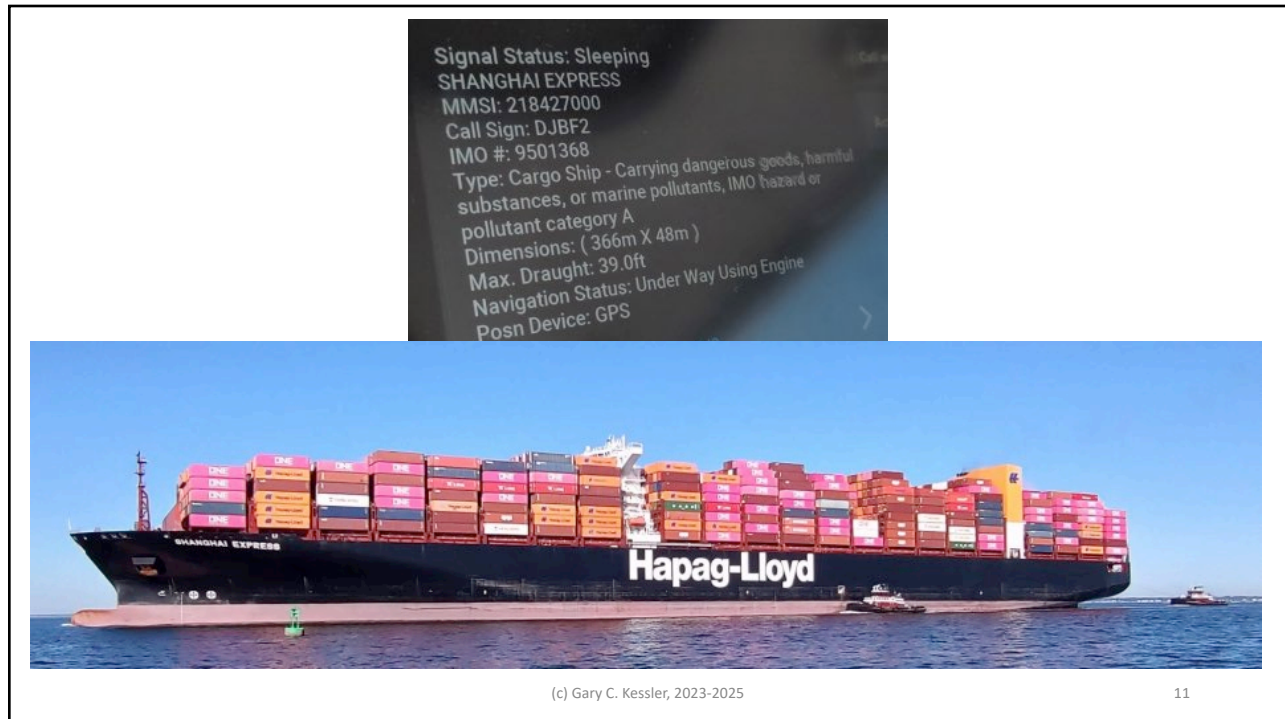 Signal Status: Sleeping
SHANGHAI EXPRESS
MMSI: 218427000
Call Sign: DJBF2
IMO #: 9501368
Type: Cargo Ship - Carrying dangerous goods, harmful
substances, or marine pollutants, IMO hazard or
pollutant category A
Dimensions: ( 366m X 48m )
Max. Draught: 39.0ft
Navigation Status: Under Way Using Engine
Posn Device: GPS
SHANGHAI EXPRESS
Hapag-Lloyd
(c) Gary C. Kessler, 2023-2025
11